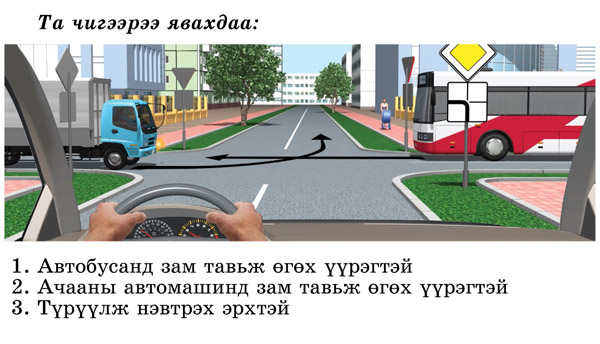 Та чигээрээ явахдаа:
1. Автобусанд зам тавьж өгөх үүрэгтэй
2. Ачааны автомашинд зам тавьж өгөх үүрэгтэй
3. Түрүүлж нэвтрэх эрхтэй